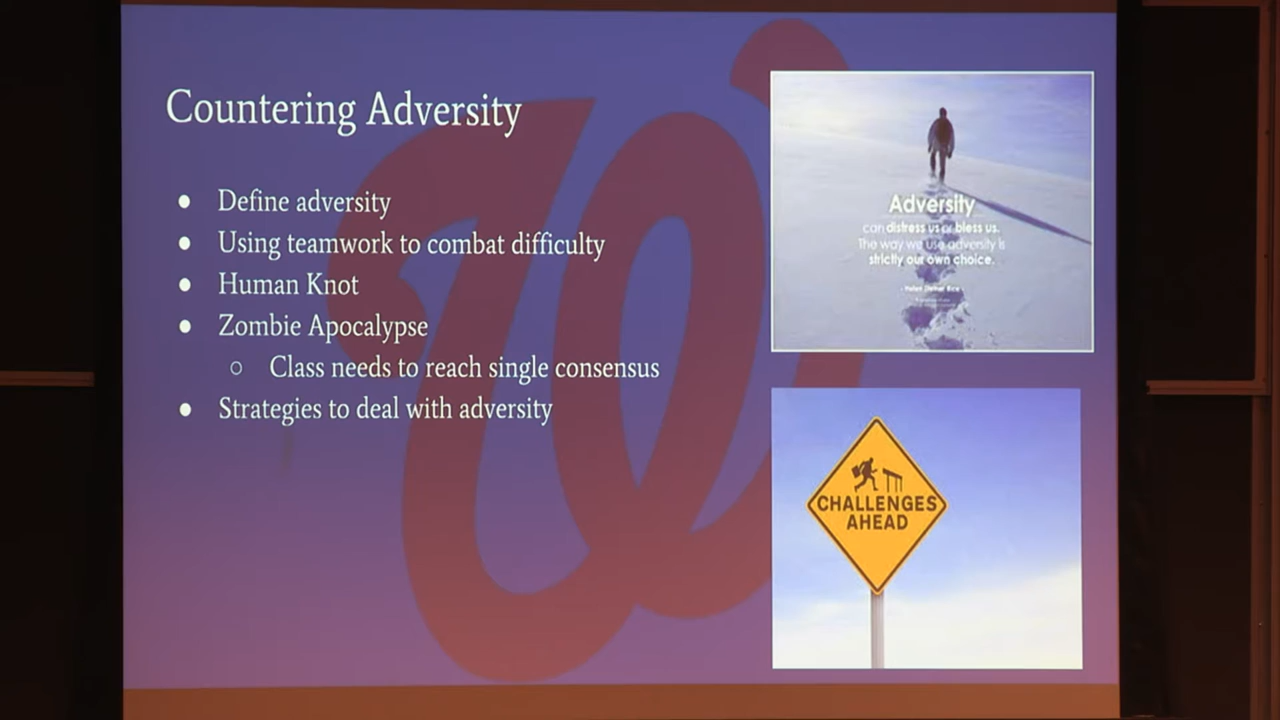 Countering Adversity
● Define adversity
● Using teamwork to combat difficulty
● Human Knot
● Zombie Apocalypse
○ Class needs to reach single consensus
● Strategies to deal with adversity
Adversity
can distress us or bless us.
The way we use adversity is
strictly our own choice.
CHALLENGES
AHEAD